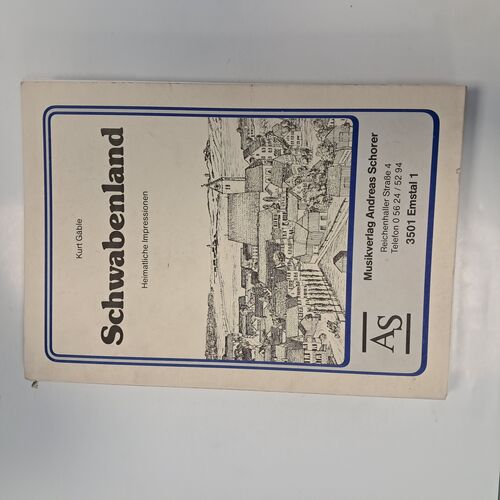 Kurt Gäble
Schwabenland
Heimatliche Impressionen
AS
Musikverlag Andreas Schorer
Reichenhaller Straße 4
Telefon 0 56 24 / 52 94
3501 Emstal 1